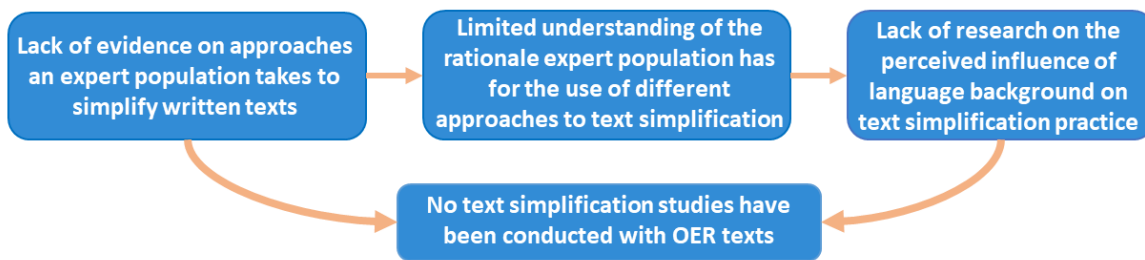 Lack of evidence on approaches
an expert population takes to
simplify written texts
Limited understanding of the
rationale expert population has
for the use of different
approaches to text simplification
Lack of research on the
perceived influence of
language background on
text simplification practice
No text simplification studies have
been conducted with OER texts